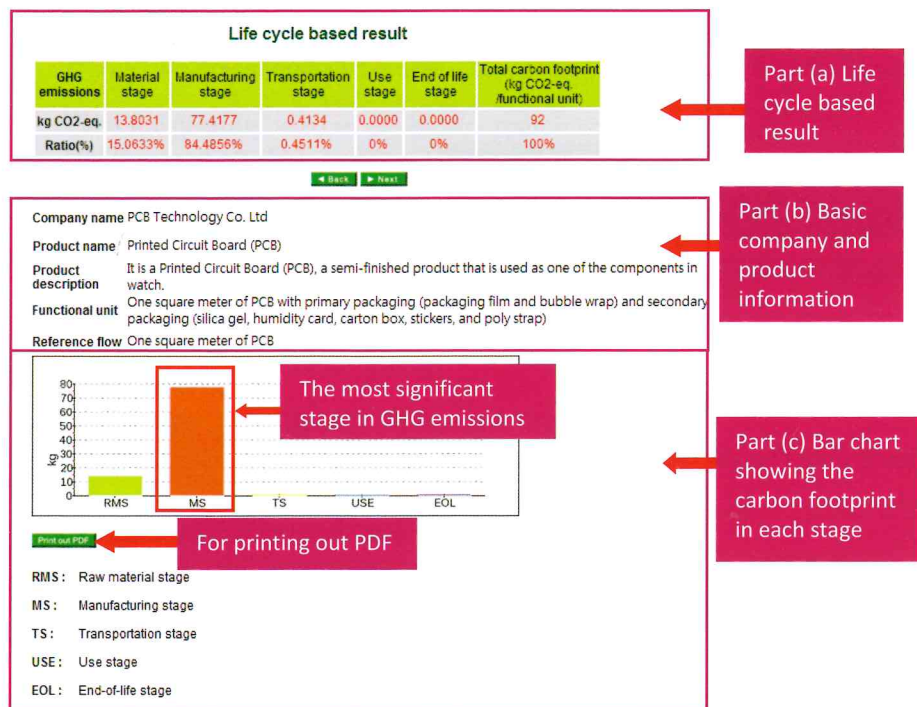 Life cycle based result
GHG emissions Material stage Manufacturing stage Transportation stage Use stage End of life stage Total carbon footprint (kg CO2-eq. /functional unit)
kg CO2-eq. 13.8031 77.4177 0.4134 0.0000 0.0000 92
Ratio(%) 15.0633% 84.4856% 0.4511% 0% 0% 100%
Part (a) Life
cycle based
result
◄ Back ► Next
Company name PCB Technology Co. Ltd
Product name Printed Circuit Board (PCB)
Product description It is a Printed Circuit Board (PCB), a semi-finished product that is used as one of the components in
watch.
Functional unit One square meter of PCB with primary packaging (packaging film and bubble wrap) and secondary
packaging (silica gel, humidity card, carton box, stickers, and poly strap)
Reference flow One square meter of PCB
Part (b) Basic
company and
product
information
80
70
60
50
40
30
20
10
0
kg
RMS MS TS USE EOL
The most significant
stage in GHG emissions
Part (c) Bar chart
showing the
carbon footprint
in each stage
Print out PDF
For printing out PDF
RMS : Raw material stage
MS : Manufacturing stage
TS : Transportation stage
USE : Use stage
EOL : End-of-life stage